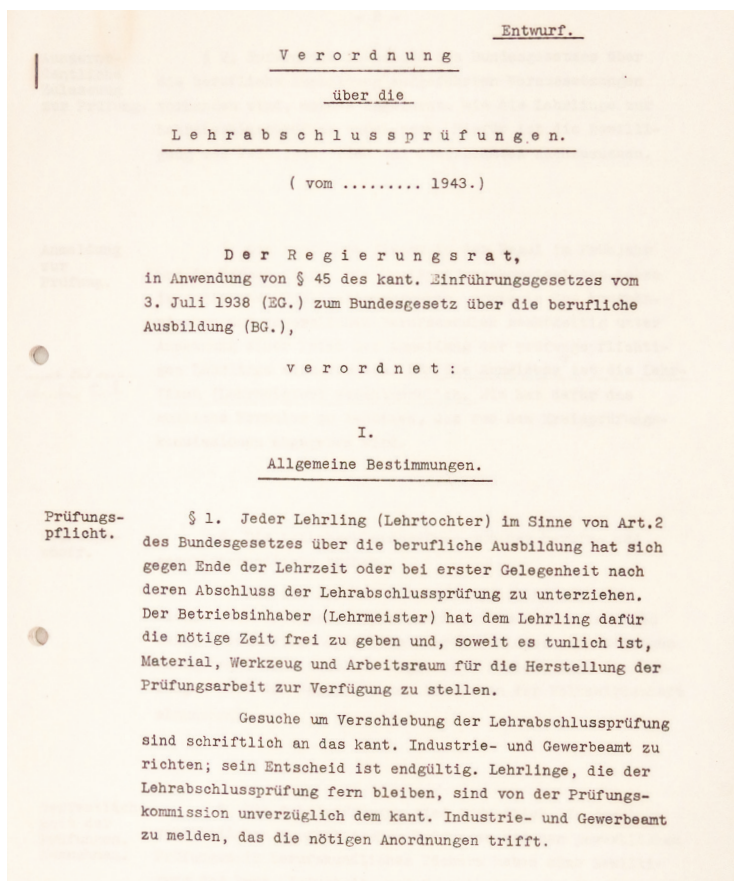 Entwurf.
Verordnung
über die
Lehrabschlussprüfungen.
( vom ......... 1943.)
Der Regierungsrat,
in Anwendung von § 45 des kant. Einführungsgesetzes vom
3. Juli 1938 (EG.) zum Bundesgesetz über die berufliche
Ausbildung (BG.),
verordnet:
I.
Allgemeine Bestimmungen.
Prüfungs-
pflicht.
§ 1. Jeder Lehrling (Lehrtochter) im Sinne von Art.2
des Bundesgesetzes über die berufliche Ausbildung hat sich
gegen Ende der Lehrzeit oder bei erster Gelegenheit nach
deren Abschluss der Lehrabschlussprüfung zu unterziehen.
Der Betriebsinhaber (Lehrmeister) hat dem Lehrling dafür
die nötige Zeit frei zu geben und, soweit es tunlich ist,
Material, Werkzeug und Arbeitsraum für die Herstellung der
Prüfungsarbeit zur Verfügung zu stellen.
Gesuche um Verschiebung der Lehrabschlussprüfung
sind schriftlich an das kant. Industrie- und Gewerbeamt zu
richten; sein Entscheid ist endgültig. Lehrlinge, die der
Lehrabschlussprüfung fern bleiben, sind von der Prüfungs-
kommission unverzüglich dem kant. Industrie- und Gewerbeamt
zu melden, das die nötigen Anordnungen trifft.